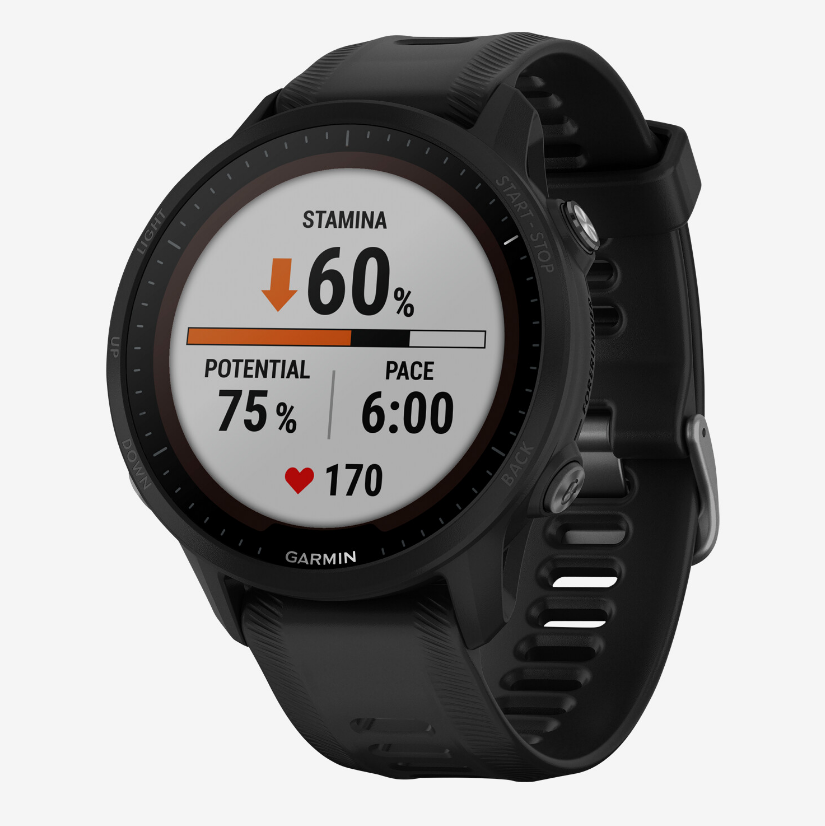 STAMINA
60%
POTENTIAL
75%
PACE
6:00
170
GARMIN
LIGHT
UP
DOWN
START · STOP
BACK